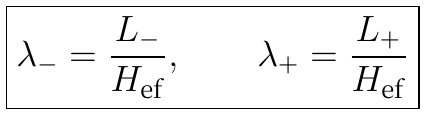 λ₋ = L₋ / H_ef,    λ₊ = L₊ / H_ef